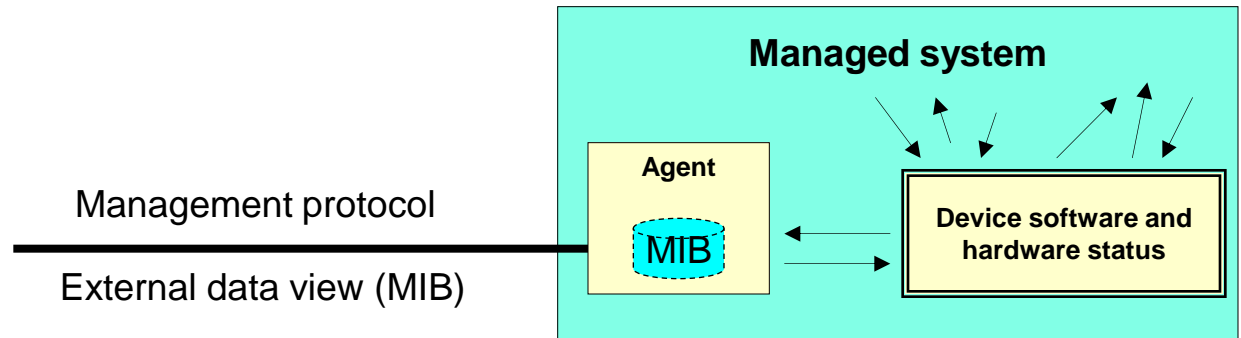 Managed system
Agent
MIB
Device software and
hardware status
Management protocol
External data view (MIB)